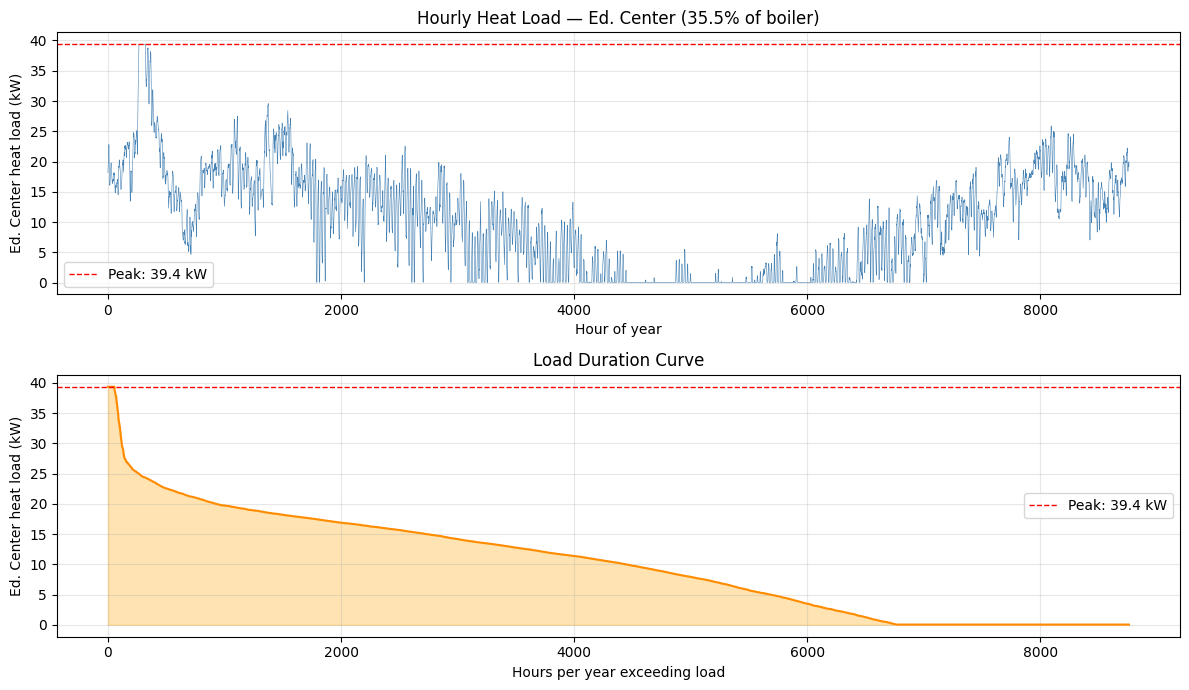 Hourly Heat Load — Ed. Center (35.5% of boiler)
Ed. Center heat load (kW)
40
35
30
25
20
15
10
5
0
Peak: 39.4 kW
0 2000 4000 6000 8000
Hour of year
Load Duration Curve
Ed. Center heat load (kW)
40
35
30
25
20
15
10
5
0
Peak: 39.4 kW
0 2000 4000 6000 8000
Hours per year exceeding load